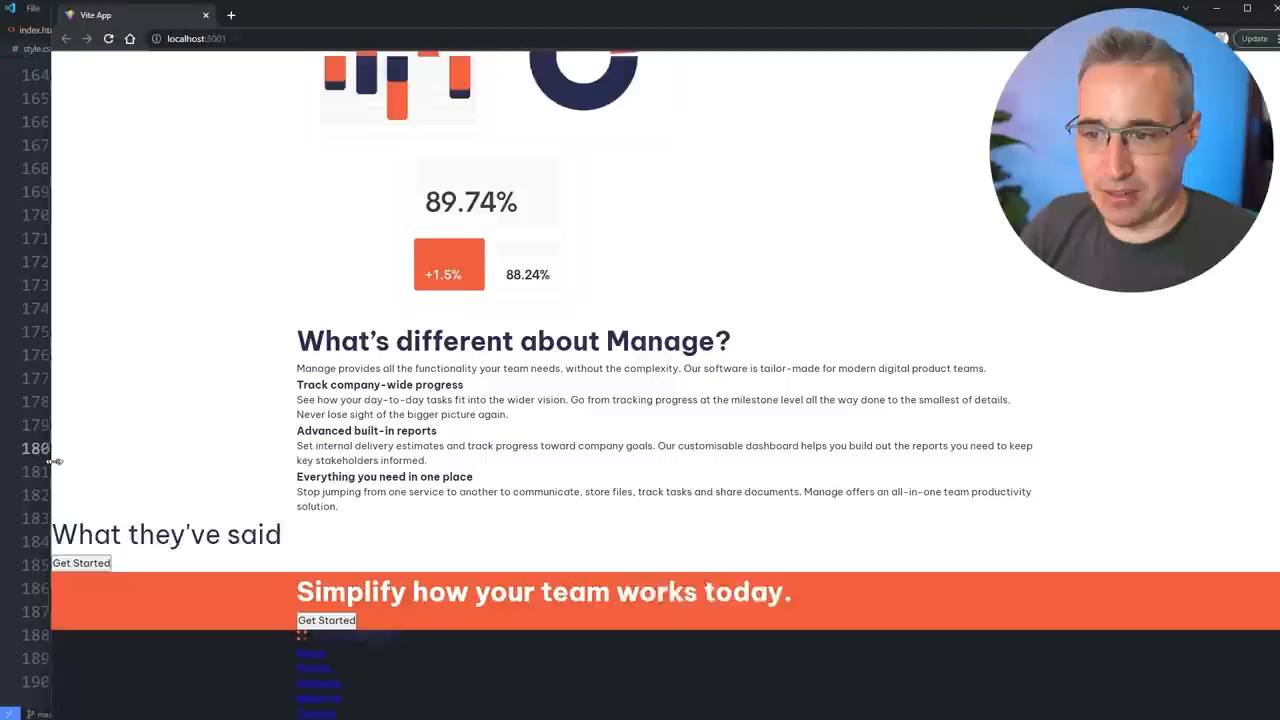 File
Vite App
index.ht
localhost:3001
Update
style.cs
164
165
166
167
168
169
170
171
172
173
174
175
176
177
178
179
180
181
182
183
184
185
186
187
188
189
190
89.74%
+1.5%
88.24%
What's different about Manage?
Manage provides all the functionality your team needs, without the complexity. Our software is tailor-made for modern digital product teams.
Track company-wide progress
See how your day-to-day tasks fit into the wider vision. Go from tracking progress at the milestone level all the way done to the smallest of details.
Never lose sight of the bigger picture again.
Advanced built-in reports
Set internal delivery estimates and track progress toward company goals. Our customisable dashboard helps you build out the reports you need to keep
key stakeholders informed.
Everything you need in one place
Stop jumping from one service to another to communicate, store files, track tasks and share documents. Manage offers an all-in-one team productivity
solution.
What they've said
Get Started
Simplify how your team works today.
Get Started
mas